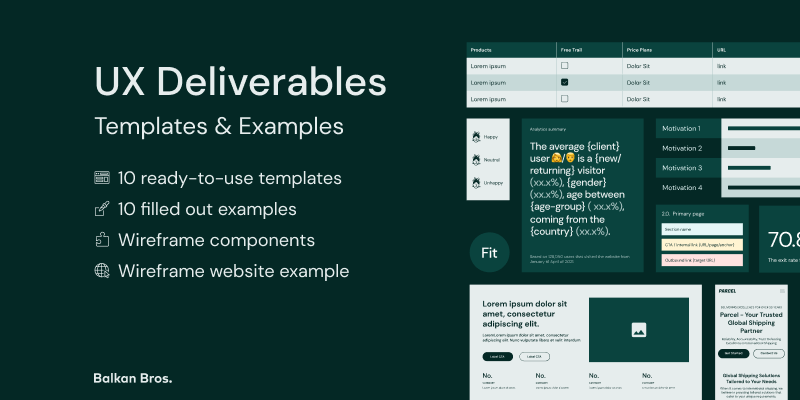 UX Deliverables
Templates & Examples
10 ready-to-use templates
10 filled out examples
Wireframe components
Wireframe website example
Balkan Bros.
Products Free Trail Price Plans URL
Lorem ipsum Dolor Sit link
Lorem ipsum Dolor Sit link
Lorem ipsum Dolor Sit link
Happy
Neutral
Unhappy
Fit
Analytics summary
The average {client}
user / is a {new/
returning} visitor
(xx.x%), {gender}
(xx.x%), age between
{age-group} ( xx.x%),
coming from the
{country} (xx.x%).
Motivation 1
Motivation 2
Motivation 3
Motivation 4
2.0. Primary page
Section name
CTA | Internal link {URL/page/anchor}
Outbound link {target URL}
70.8
The exit rate
Lorem ipsum dolor sit
amet, consectetur
adipiscing elit.
Lorem ipsum dolor sit amet, consectetur
adipiscing elit. Nunc vulputate libero et velit interdum
Label CTA Label CTA
No. No. No. No.
PARCEL
Parcel - Your Trusted
Global Shipping
Partner
Get Started Contact Us
Global Shipping Solutions
Tailored to Your Needs